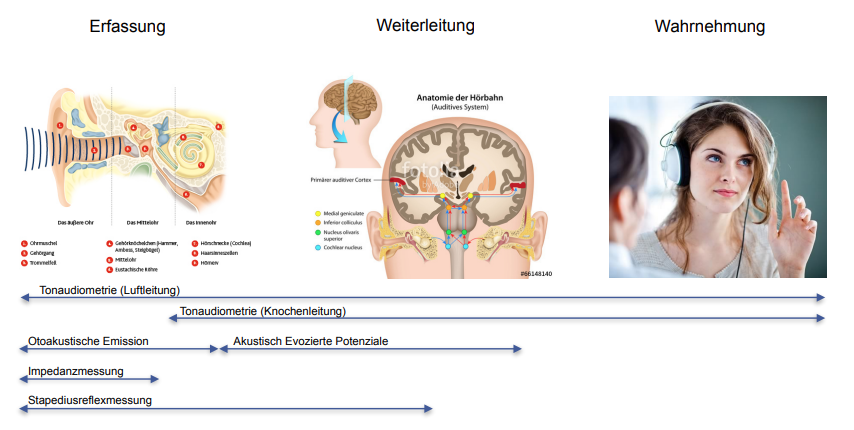 Erfassung
Weiterleitung
Wahrnehmung
Anatomie der Hörbahn
(Auditives System)
Primärer auditiver Cortex
Medial geniculate
Inferior colliculus
Nucleus olivaris
superior
Cochlear nucleus
#66148140
Das äußere Ohr
Das Mittelohr
Das Innenohr
Ohrmuschel
Gehörgang
Trommelfell
Gehörknöchelchen (Hammer,
Amboss, Steigbügel)
Mittelohr
Eustachische Röhre
Hörschnecke (Cochlea)
Haarsinneszellen
Hörnerv
Tonaudiometrie (Luftleitung)
Tonaudiometrie (Knochenleitung)
Otoakustische Emission
Akustisch Evozierte Potenziale
Impedanzmessung
Stapediusreflexmessung